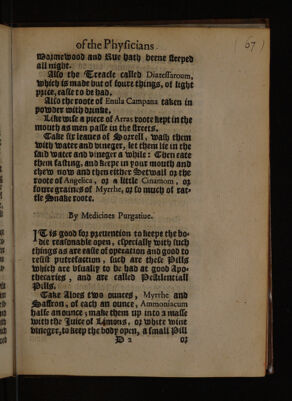 of the Phyſicians.
(67)
Wormewood and Rue hath beene ſteeped
all night.
Alſo the Treacle called Diateſſaroum,
which is made but of foure things, of light
price, eaſie to be had.
Alſo the roote of Enula Campana taken in
powder with drinke.
Likewiſe a piece of Arras roote kept in the
mouth as men paſſe in the ſtreets.
Take ſix leaves of Sorrell, waſh them
with water and vineger, let them lie in the
ſaid water and vineger a while: Then eate
them faſting, and keepe in your mouth and
chew now and then either Setwall or the
roote of Angelica, or a little Cinamom, or
foure graines of Myrrhe, or ſo much of rat-
tle Snake roote.
By Medicines Purgative.
IT is good for prevention to keepe the bo-
die reaſonable open, eſpecially with ſuch
things as are eaſie of operation and good to
reſiſt putrefaction, ſuch are theſe Pills
which are uſually to be had at good Apo-
thecaries, and are called Peſtilentiall
Pills.
Take Aloes two ounces, Myrrhe and
Saffron, of each an ounce, Ammoniacum
halfe an ounce; make them up into a maſſe
with the Juice of Limons, or white wine
vineger, to keep the body open, a ſmall Pill
D 2 or